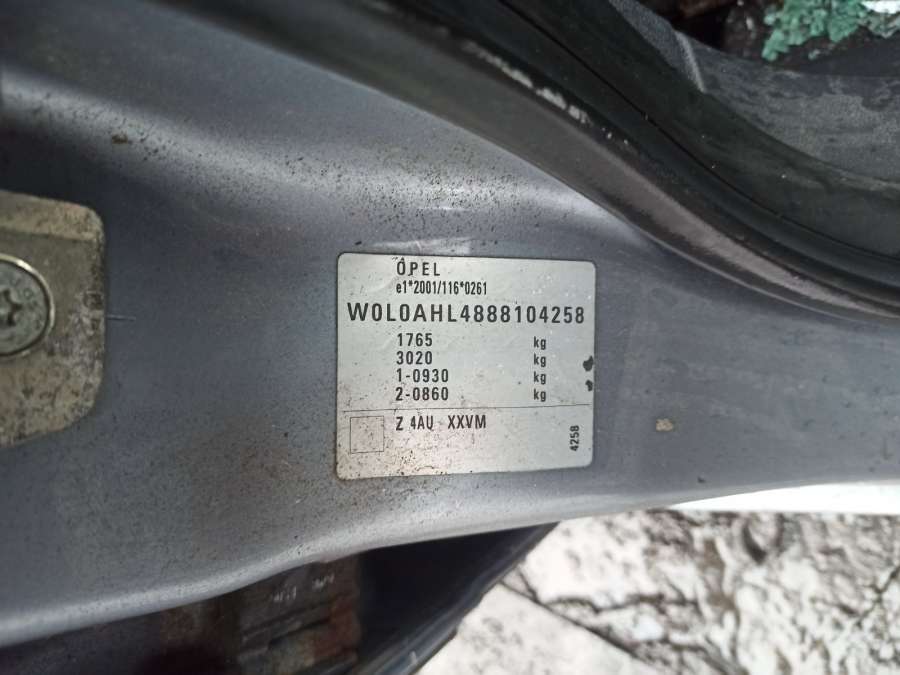 OPEL
e1*2001/116*0261
W0L0AHL4888104258
1765 kg
3020 kg
1-0930 kg
2-0860 kg
Z 4AU XXVM
4258